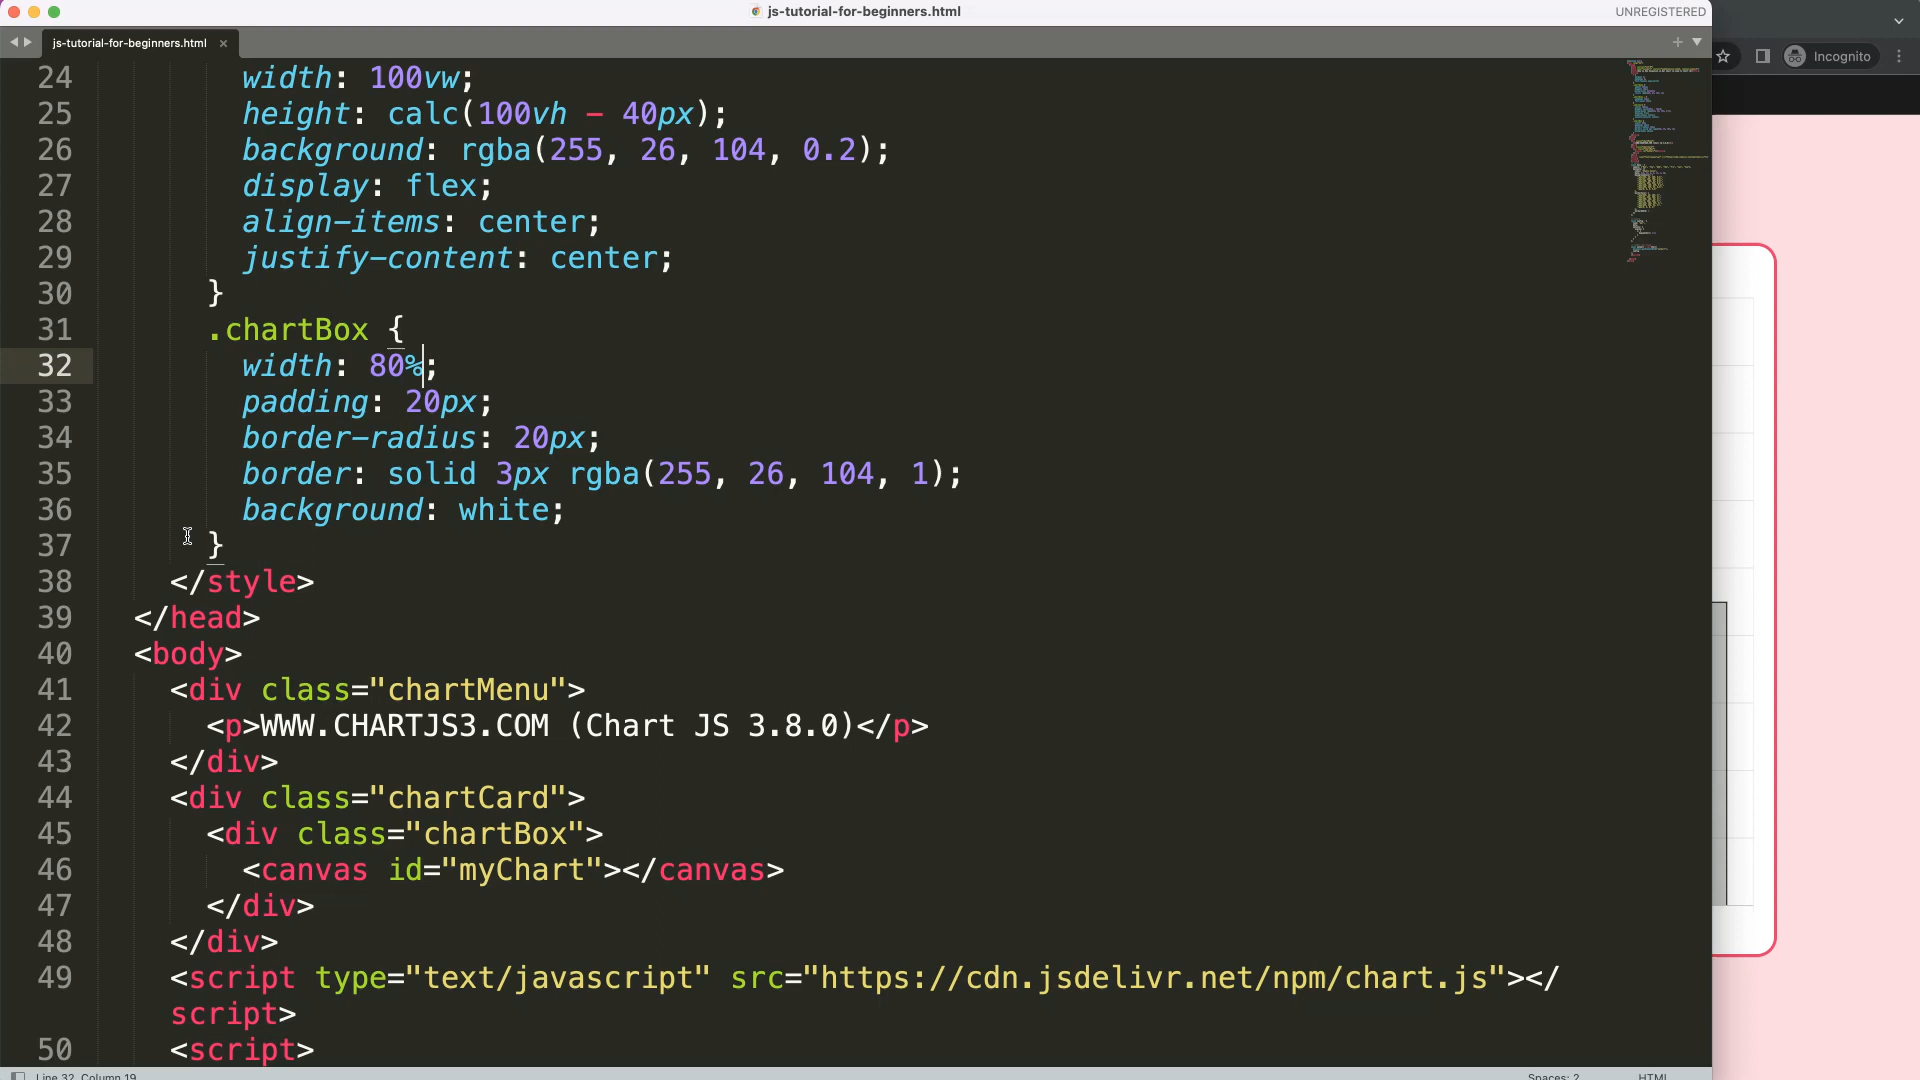 js-tutorial-for-beginners.html
UNREGISTERED
js-tutorial-for-beginners.html ×
Incognito
24 width: 100vw;
25 height: calc(100vh - 40px);
26 background: rgba(255, 26, 104, 0.2);
27 display: flex;
28 align-items: center;
29 justify-content: center;
30 }
31 .chartBox {
32 width: 80%;
33 padding: 20px;
34 border-radius: 20px;
35 border: solid 3px rgba(255, 26, 104, 1);
36 background: white;
37 }
38 </style>
39 </head>
40 <body>
41 <div class="chartMenu">
42 <p>WWW.CHARTJS3.COM (Chart JS 3.8.0)</p>
43 </div>
44 <div class="chartCard">
45 <div class="chartBox">
46 <canvas id="myChart"></canvas>
47 </div>
48 </div>
49 <script type="text/javascript" src="https://cdn.jsdelivr.net/npm/chart.js"></
script>
50 <script>
Line 32, Column 19
Spaces: 2
HTML